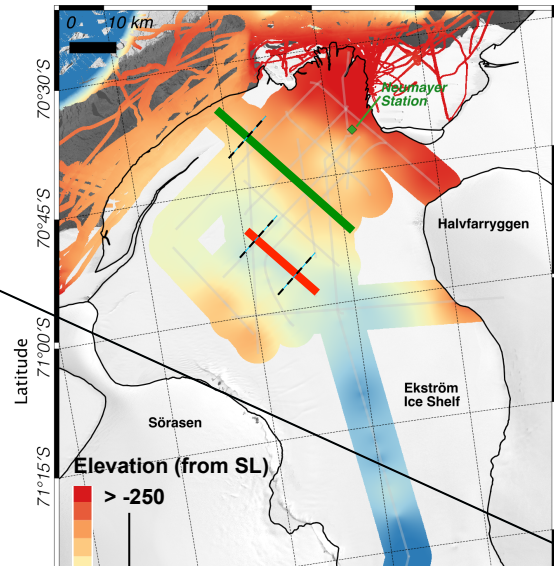 0 10 km
Neumayer
Station
70°30'S
70°45'S
Halvfarryggen
71°00'S
Latitude
Ekström
Ice Shelf
Sörasen
71°15'S
Elevation (from SL)
> -250